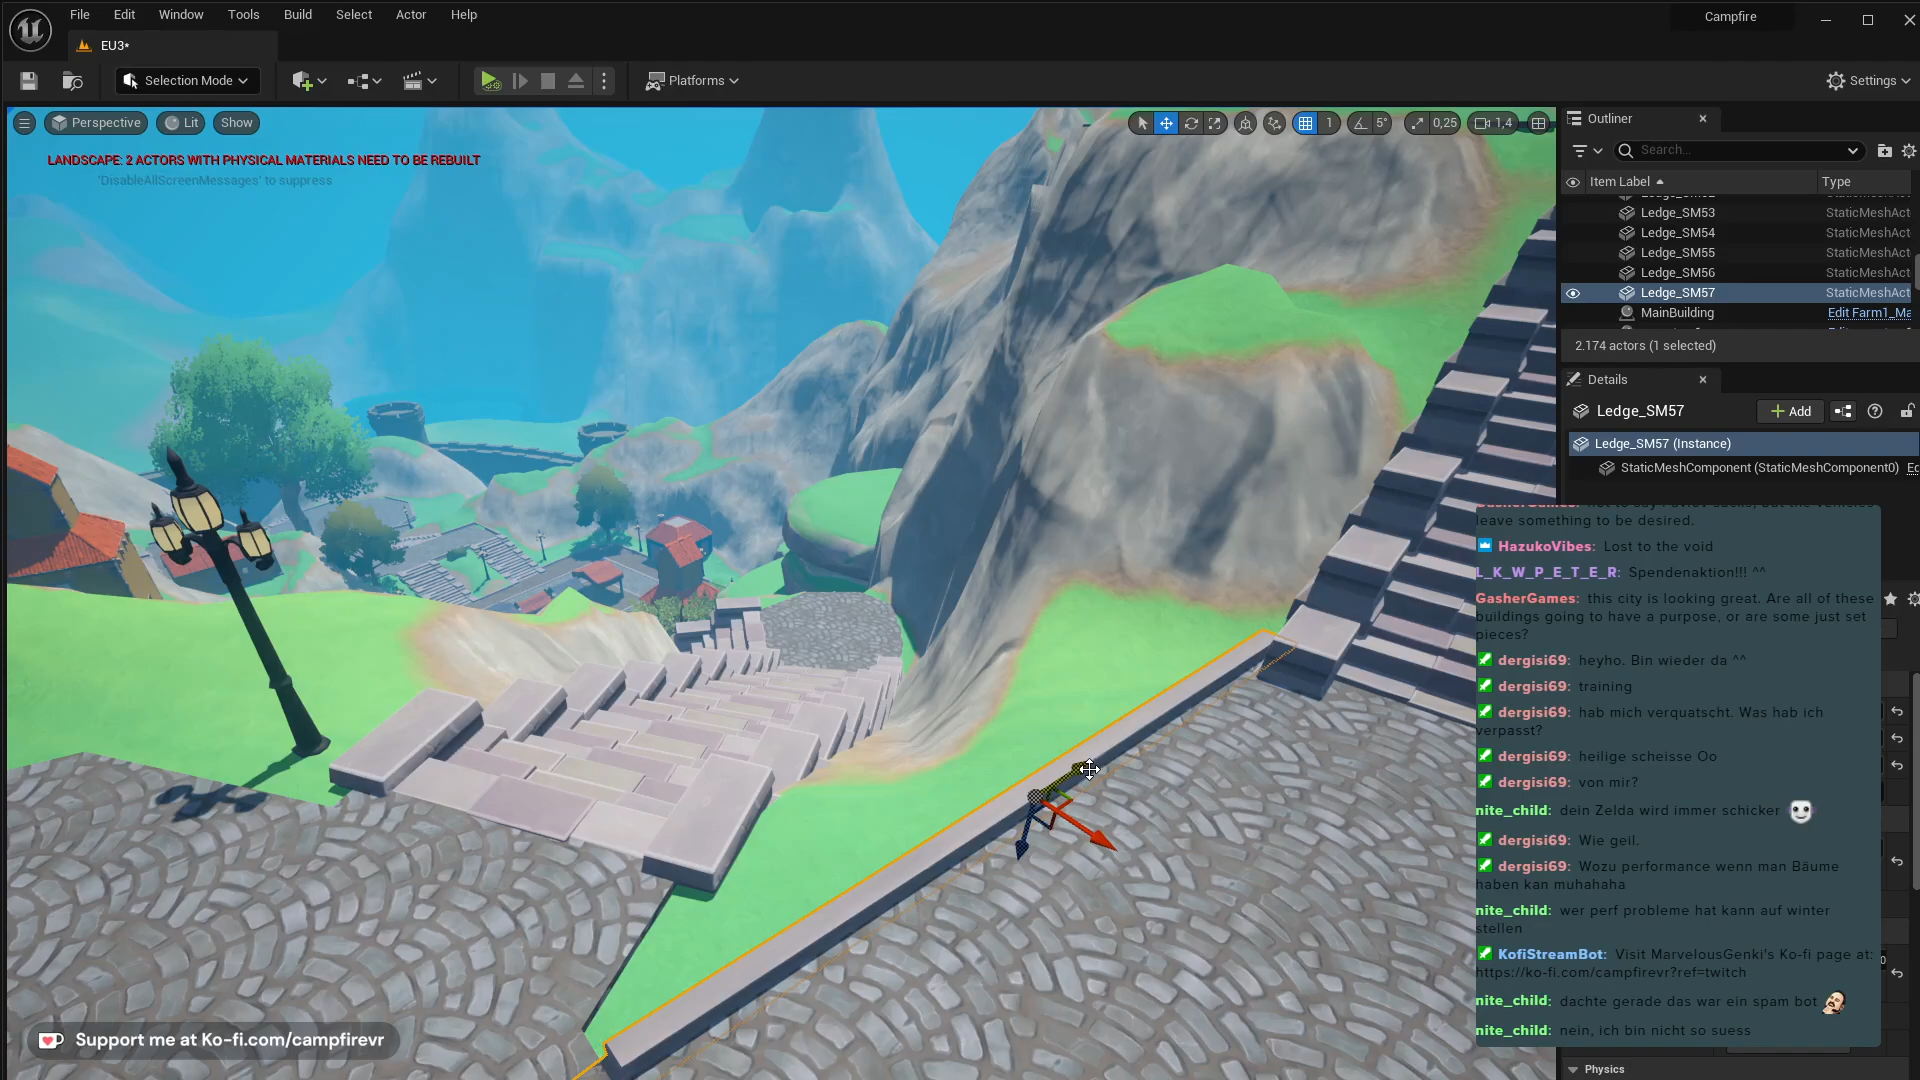 File Edit Window Tools Build Select Actor Help
Campfire
EU3*
Selection Mode
Platforms
Settings
Perspective
Lit
Show
1
5°
0,25
1,4
LANDSCAPE: 2 ACTORS WITH PHYSICAL MATERIALS NEED TO BE REBUILT
'DisableAllScreenMessages' to suppress
Outliner
Search...
Item Label
Type
Ledge_SM53 StaticMeshAct
Ledge_SM54 StaticMeshAct
Ledge_SM55 StaticMeshAct
Ledge_SM56 StaticMeshAct
Ledge_SM57 StaticMeshAct
MainBuilding Edit Farm1_Ma
2.174 actors (1 selected)
Details
Ledge_SM57
Add
Ledge_SM57 (Instance)
StaticMeshComponent (StaticMeshComponent0)
leave something to be desired.
HazukoVibes: Lost to the void
L_K_W_P_E_T_E_R: Spendenaktion!!! ^^
GasherGames: this city is looking great. Are all of these
buildings going to have a purpose, or are some just set
pieces?
dergisi69: heyho. Bin wieder da ^^
dergisi69: training
dergisi69: hab mich verquatscht. Was hab ich
verpasst?
dergisi69: heilige scheisse Oo
dergisi69: von mir?
nite_child: dein Zelda wird immer schicker
dergisi69: Wie geil.
dergisi69: Wozu performance wenn man Bäume
haben kan muhahaha
nite_child: wer perf probleme hat kann auf winter
stellen
KofiStreamBot: Visit MarvelousGenki's Ko-fi page at:
https://ko-fi.com/campfirevr?ref=twitch
nite_child: dachte gerade das war ein spam bot
nite_child: nein, ich bin nicht so suess
Physics
Support me at Ko-fi.com/campfirevr